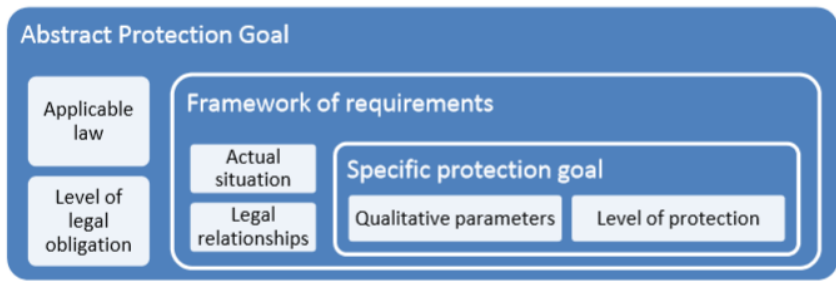 Abstract Protection Goal
Applicable
law
Level of
legal
obligation
Framework of requirements
Actual
situation
Legal
relationships
Specific protection goal
Qualitative parameters
Level of protection